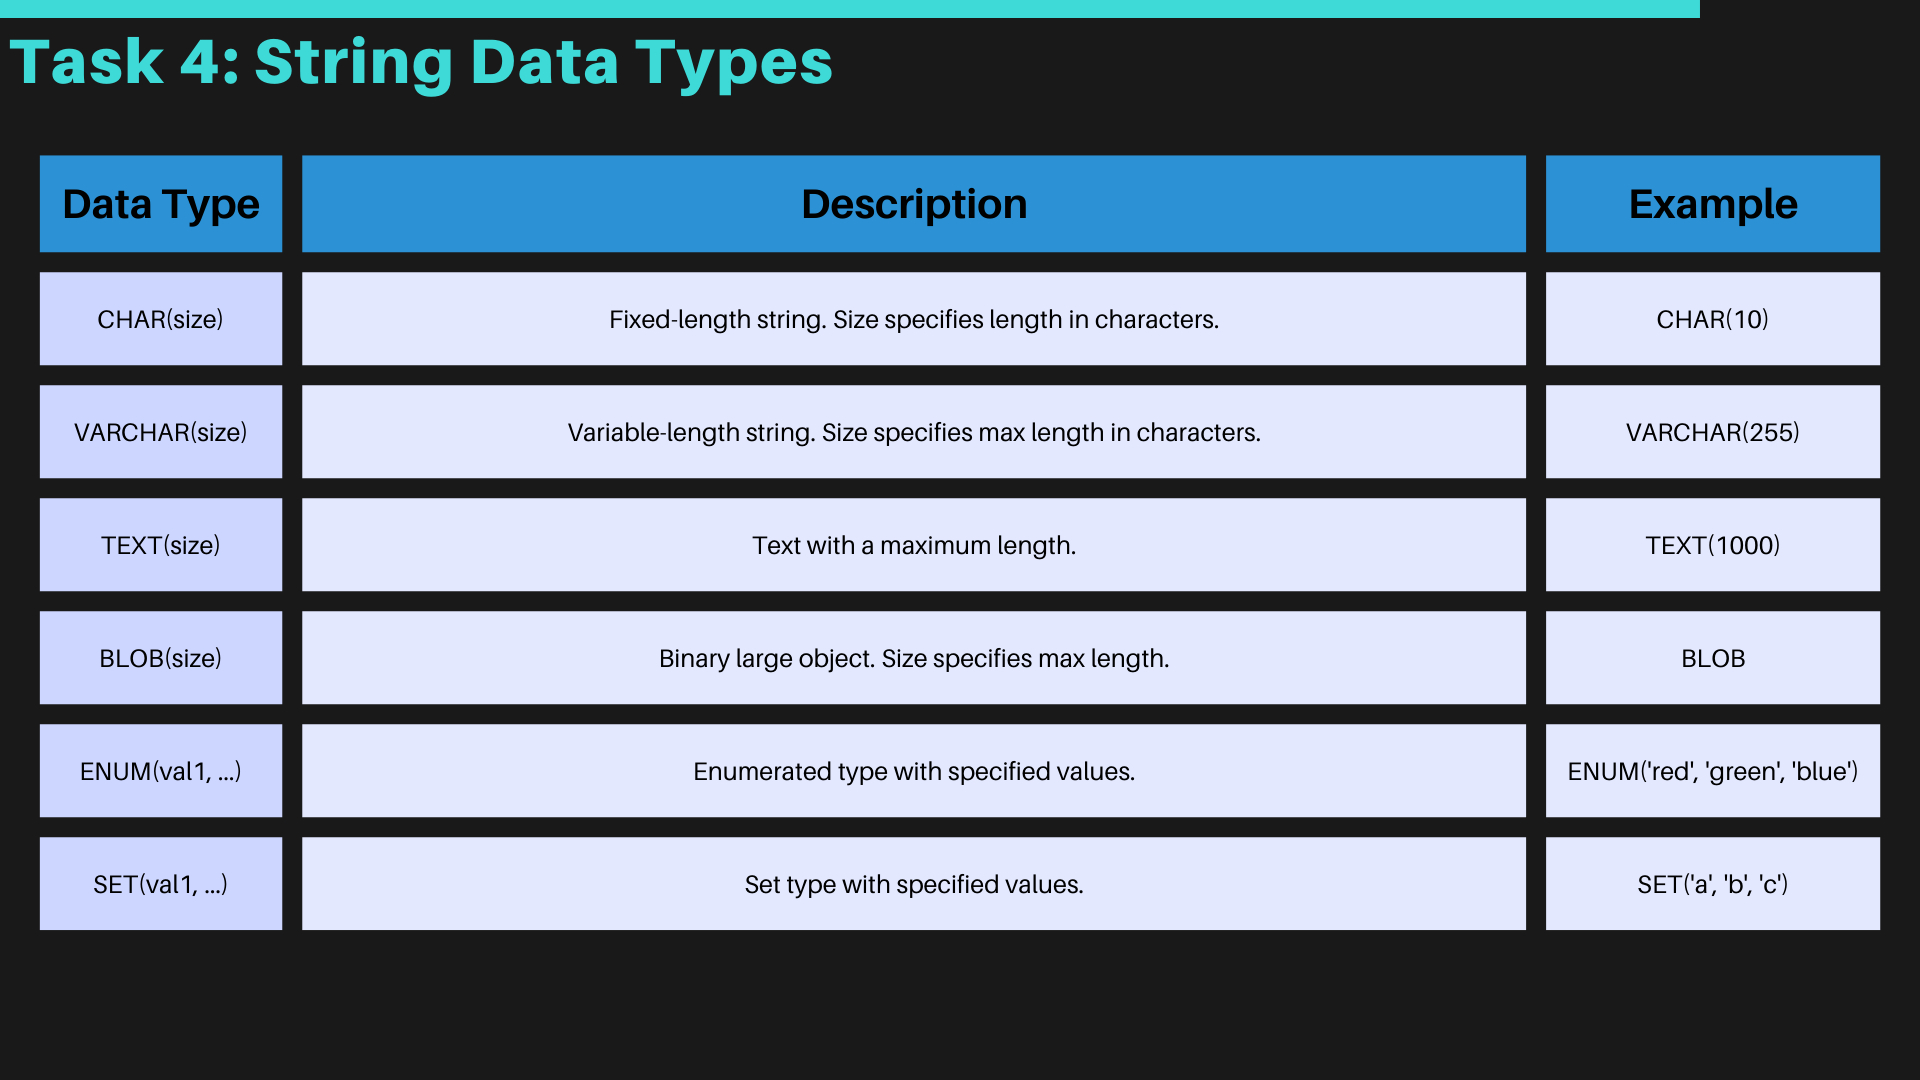 Task 4: String Data Types
Data Type Description Example
CHAR(size) Fixed-length string. Size specifies length in characters. CHAR(10)
VARCHAR(size) Variable-length string. Size specifies max length in characters. VARCHAR(255)
TEXT(size) Text with a maximum length. TEXT(1000)
BLOB(size) Binary large object. Size specifies max length. BLOB
ENUM(val1, ...) Enumerated type with specified values. ENUM('red', 'green', 'blue')
SET(val1, ...) Set type with specified values. SET('a', 'b', 'c')